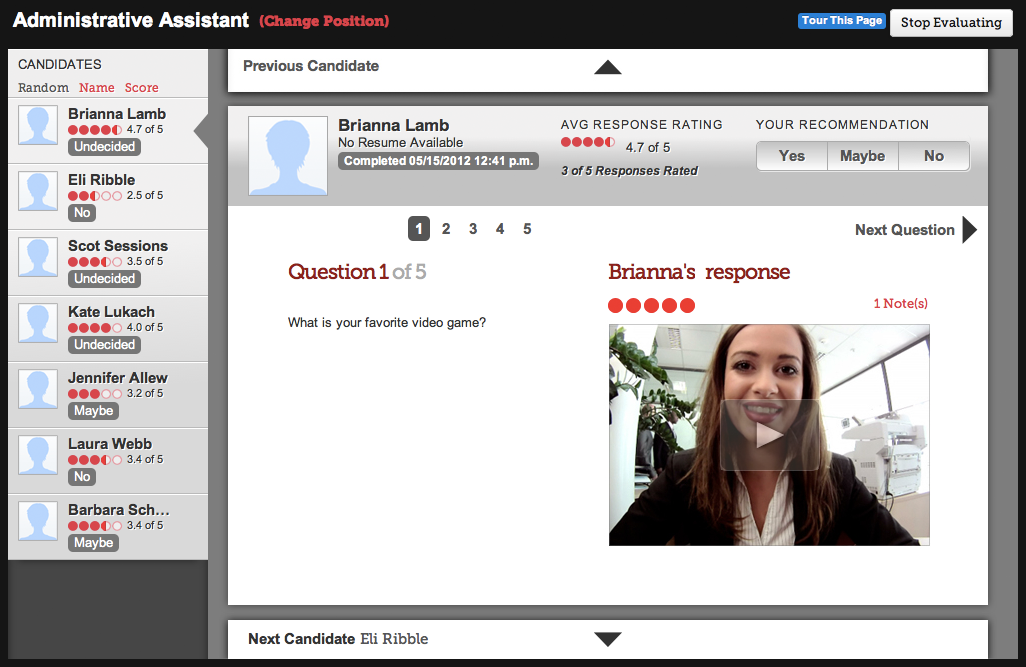 Administrative Assistant (Change Position)
Tour This Page
Stop Evaluating
CANDIDATES
Random Name Score
Brianna Lamb
4.7 of 5
Undecided
Eli Ribble
2.5 of 5
No
Scot Sessions
3.5 of 5
Undecided
Kate Lukach
4.0 of 5
Undecided
Jennifer Allew
3.2 of 5
Maybe
Laura Webb
3.4 of 5
No
Barbara Sch...
3.4 of 5
Maybe
Previous Candidate
Brianna Lamb
No Resume Available
Completed 05/15/2012 12:41 p.m.
AVG RESPONSE RATING
4.7 of 5
3 of 5 Responses Rated
YOUR RECOMMENDATION
Yes Maybe No
1 2 3 4 5
Next Question
Question 1 of 5
What is your favorite video game?
Brianna's response
1 Note(s)
Next Candidate Eli Ribble